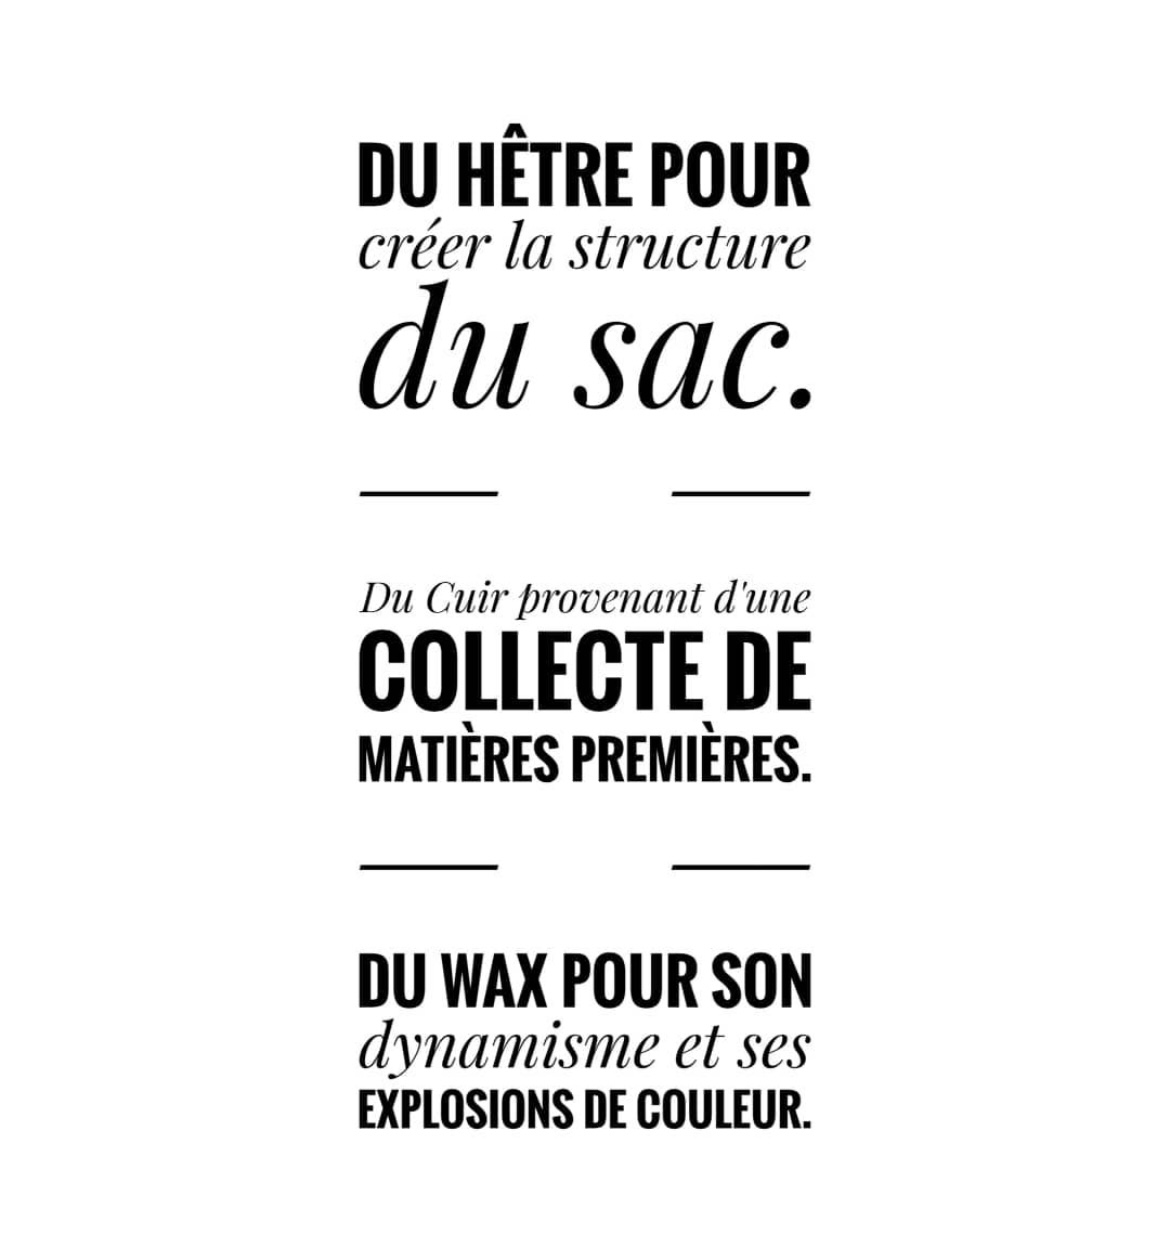 DU HÊTRE POUR
créer la structure
du sac.
Du Cuir provenant d'une
COLLECTE DE
MATIÈRES PREMIÈRES.
DU WAX POUR SON
dynamisme et ses
EXPLOSIONS DE COULEUR.